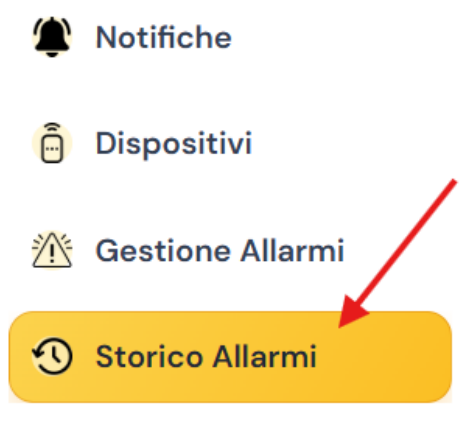 Notifiche
Dispositivi
Gestione Allarmi
Storico Allarmi